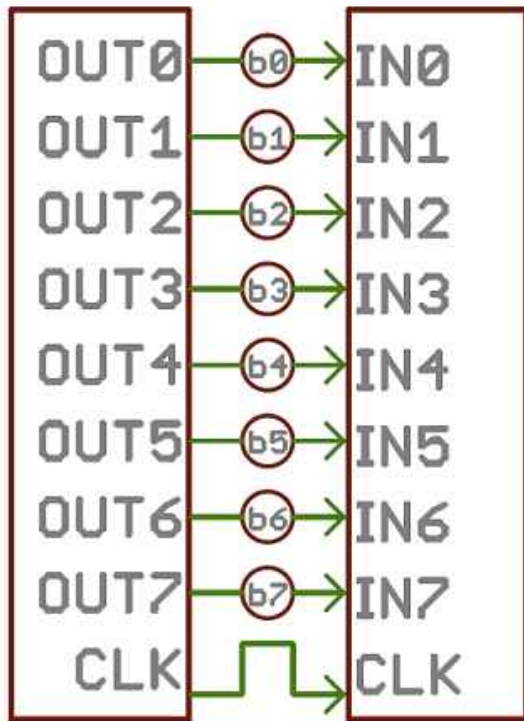 OUT0 b0 IN0
OUT1 b1 IN1
OUT2 b2 IN2
OUT3 b3 IN3
OUT4 b4 IN4
OUT5 b5 IN5
OUT6 b6 IN6
OUT7 b7 IN7
CLK CLK